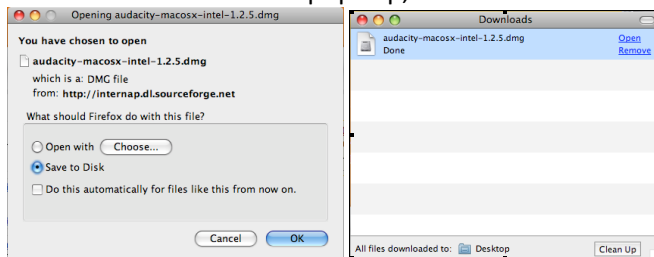 Opening audacity-macosx-intel-1.2.5.dmg
You have chosen to open
audacity-macosx-intel-1.2.5.dmg
which is a: DMG file
from: http://internap.dl.sourceforge.net
What should Firefox do with this file?
Open with Choose...
Save to Disk
Do this automatically for files like this from now on.
Cancel OK
Downloads
audacity-macosx-intel-1.2.5.dmg Open
Done Remove
All files downloaded to: Desktop Clean Up